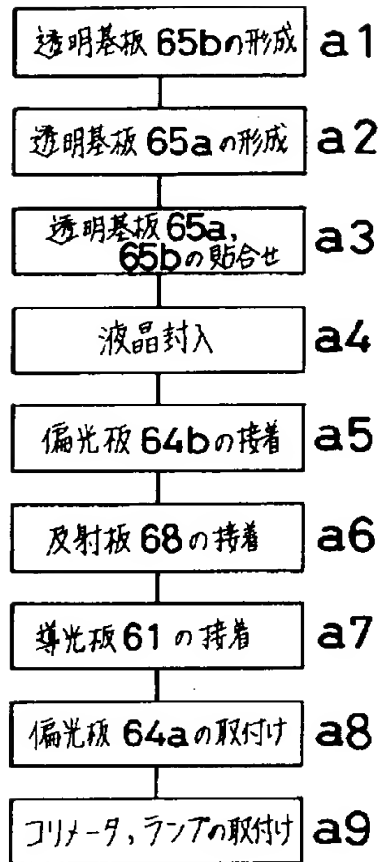 透明基板65bの形成 a1
透明基板65aの形成 a2
透明基板65a,
65bの貼合せ a3
液晶封入 a4
偏光板64bの接着 a5
反射板68の接着 a6
導光板61の接着 a7
偏光板64aの取付け a8
コリメータ,ランプの取付け a9